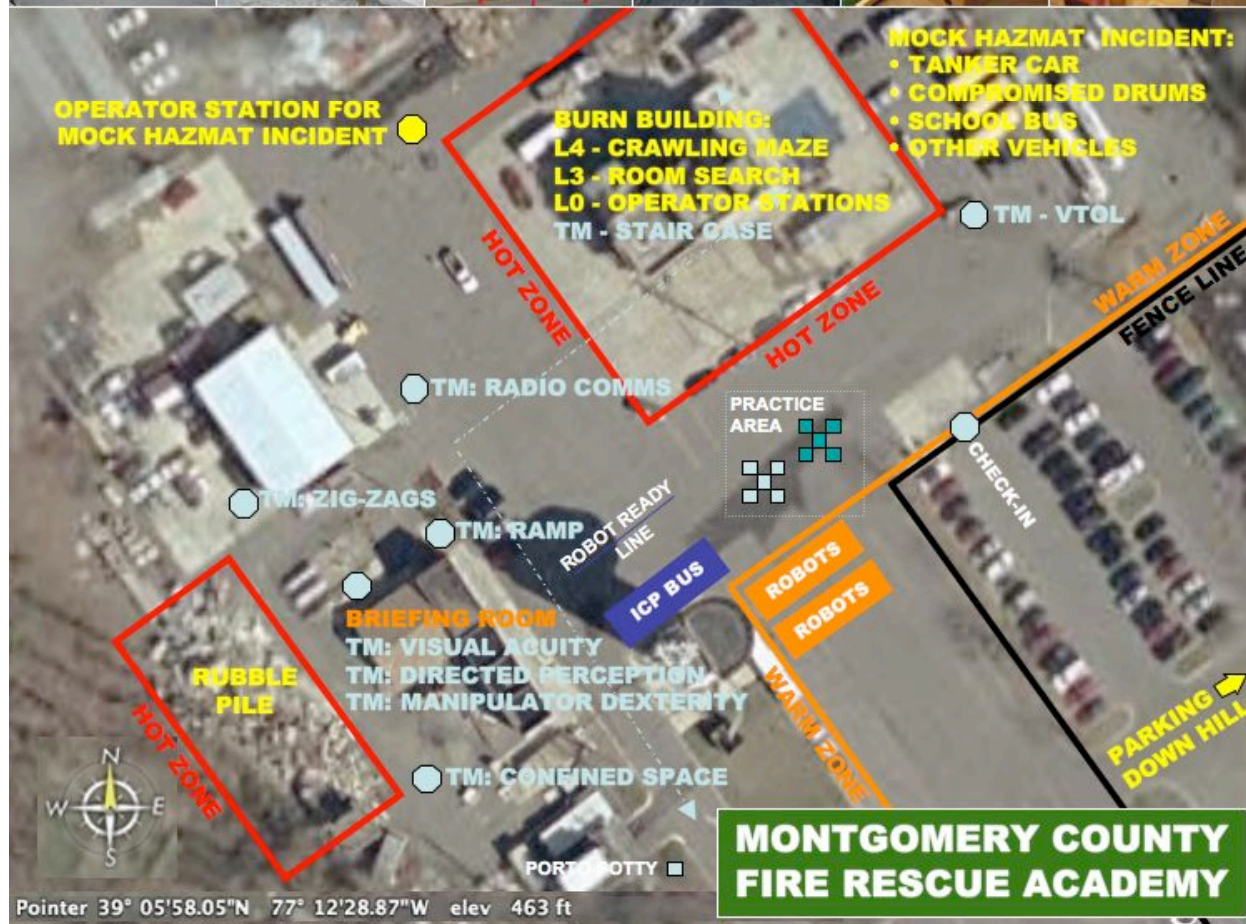 MOCK HAZMAT INCIDENT:
• TANKER CAR
• COMPROMISED DRUMS
• SCHOOL BUS
• OTHER VEHICLES
OPERATOR STATION FOR
MOCK HAZMAT INCIDENT
BURN BUILDING:
L4 - CRAWLING MAZE
L3 - ROOM SEARCH
L0 - OPERATOR STATIONS
TM - STAIR CASE
TM - VTOL
HOT ZONE
HOT ZONE
WARM ZONE
FENCE LINE
TM: RADIO COMMS
PRACTICE
AREA
CHECK-IN
TM: ZIG-ZAGS
TM: RAMP
ROBOT READY
LINE
ICP BUS
ROBOTS
ROBOTS
BRIEFING ROOM
TM: VISUAL ACUITY
TM: DIRECTED PERCEPTION
TM: MANIPULATOR DEXTERITY
RUBBLE
PILE
HOT ZONE
WARM ZONE
PARKING
DOWN HILL
TM: CONFINED SPACE
N
W
E
S
PORTO POTTY
MONTGOMERY COUNTY
FIRE RESCUE ACADEMY
Pointer 39° 05'58.05"N 77° 12'28.87"W elev 463 ft